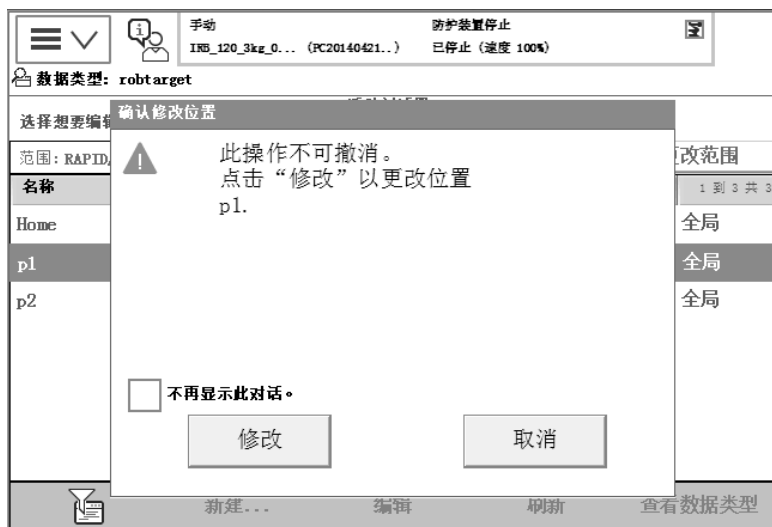 手动
防护装置停止
IRB_120_3kg_0... (PC20140421..)
已停止 (速度 100%)
数据类型: robtarget
选择想要编辑
确认修改位置
范围: RAPID/
更改范围
此操作不可撤消。
点击“修改”以更改位置
p1.
名称
1 到 3 共 3
Home
全局
p1
全局
p2
全局
不再显示此对话。
修改
取消
新建...
编辑
刷新
查看数据类型